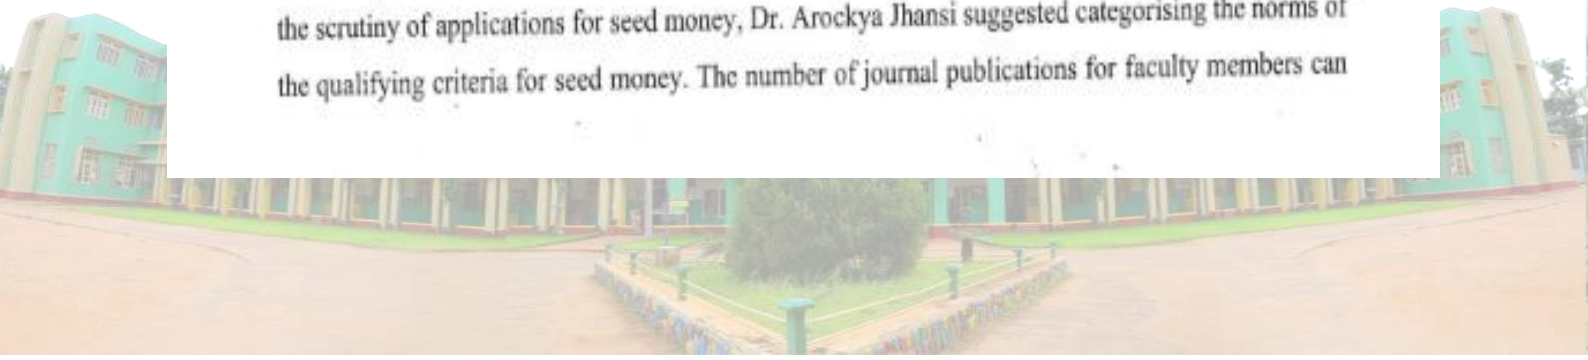 the scrutiny of applications for seed money, Dr. Arockya Jhansi suggested categorising the norms of
the qualifying criteria for seed money. The number of journal publications for faculty members can